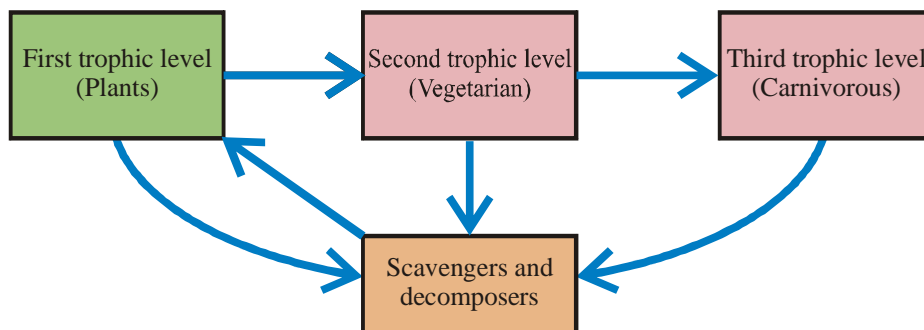 First trophic level
(Plants)
Second trophic level
(Vegetarian)
Third trophic level
(Carnivorous)
Scavengers and
decomposers